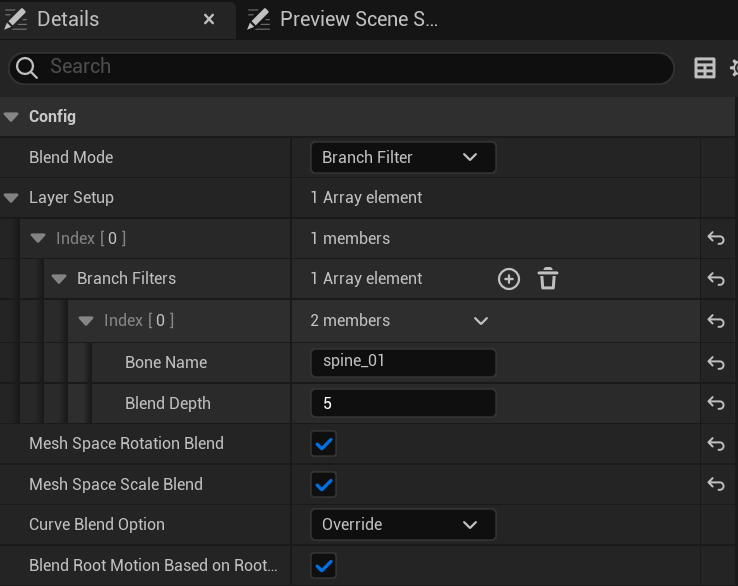 Details
Preview Scene S...
Search
Config
Blend Mode Branch Filter
Layer Setup 1 Array element
Index [ 0 ] 1 members
Branch Filters 1 Array element
Index [ 0 ] 2 members
Bone Name spine_01
Blend Depth 5
Mesh Space Rotation Blend
Mesh Space Scale Blend
Curve Blend Option Override
Blend Root Motion Based on Root...